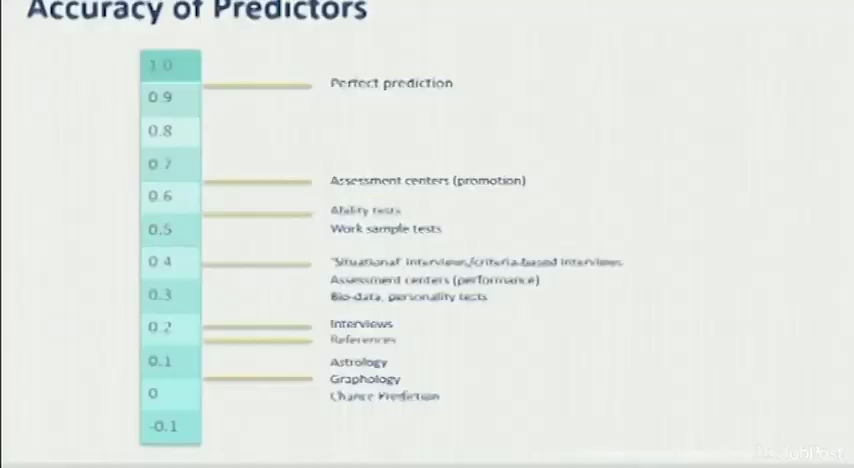 Accuracy of Predictors
1.0
Perfect prediction
0.9
0.8
0.7
Assessment centers (promotion)
0.6
Ability tests
0.5
Work sample tests
0.4
'Situational' Interviews/criteria-based Interviews
Assessment centers (performance)
0.3
Bio-data, personality tests
0.2
Interviews
References
0.1
Astrology
Graphology
0
Chance Prediction
-0.1
JobPost